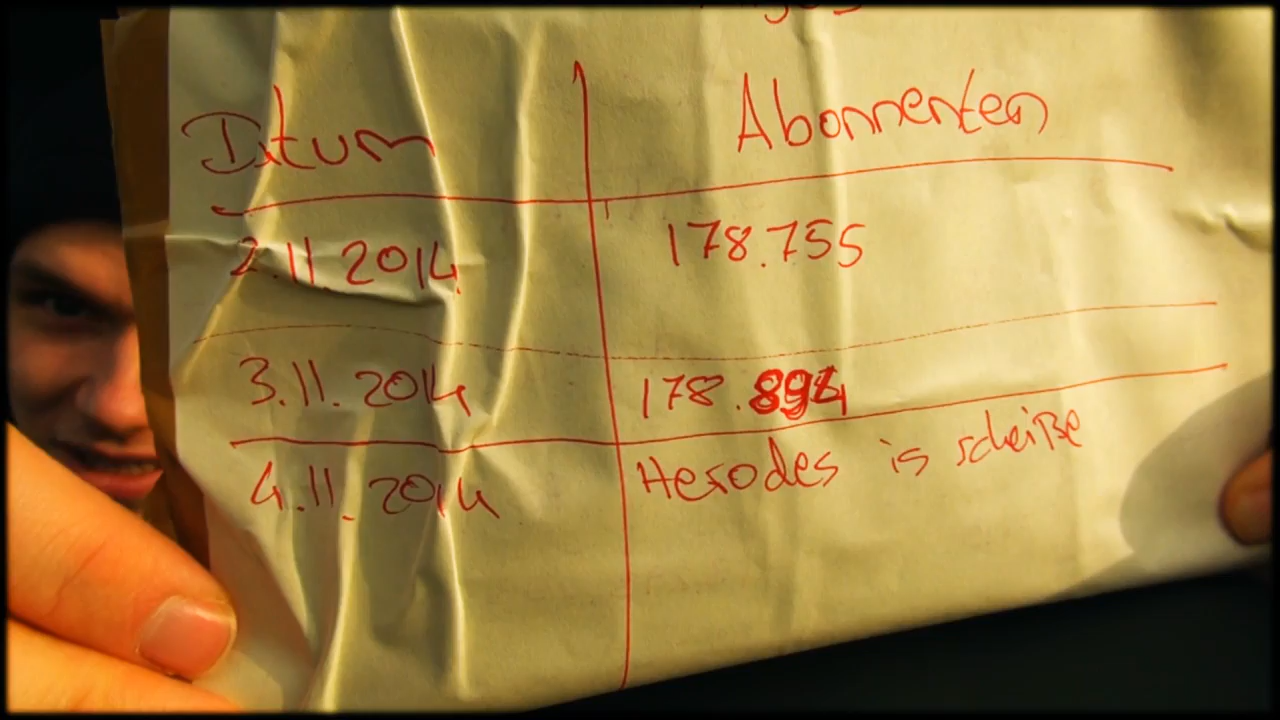 Datum Abonnenten
2.11.2014 178.755
3.11.2014 178.894
4.11.2014 Herodes is scheiße